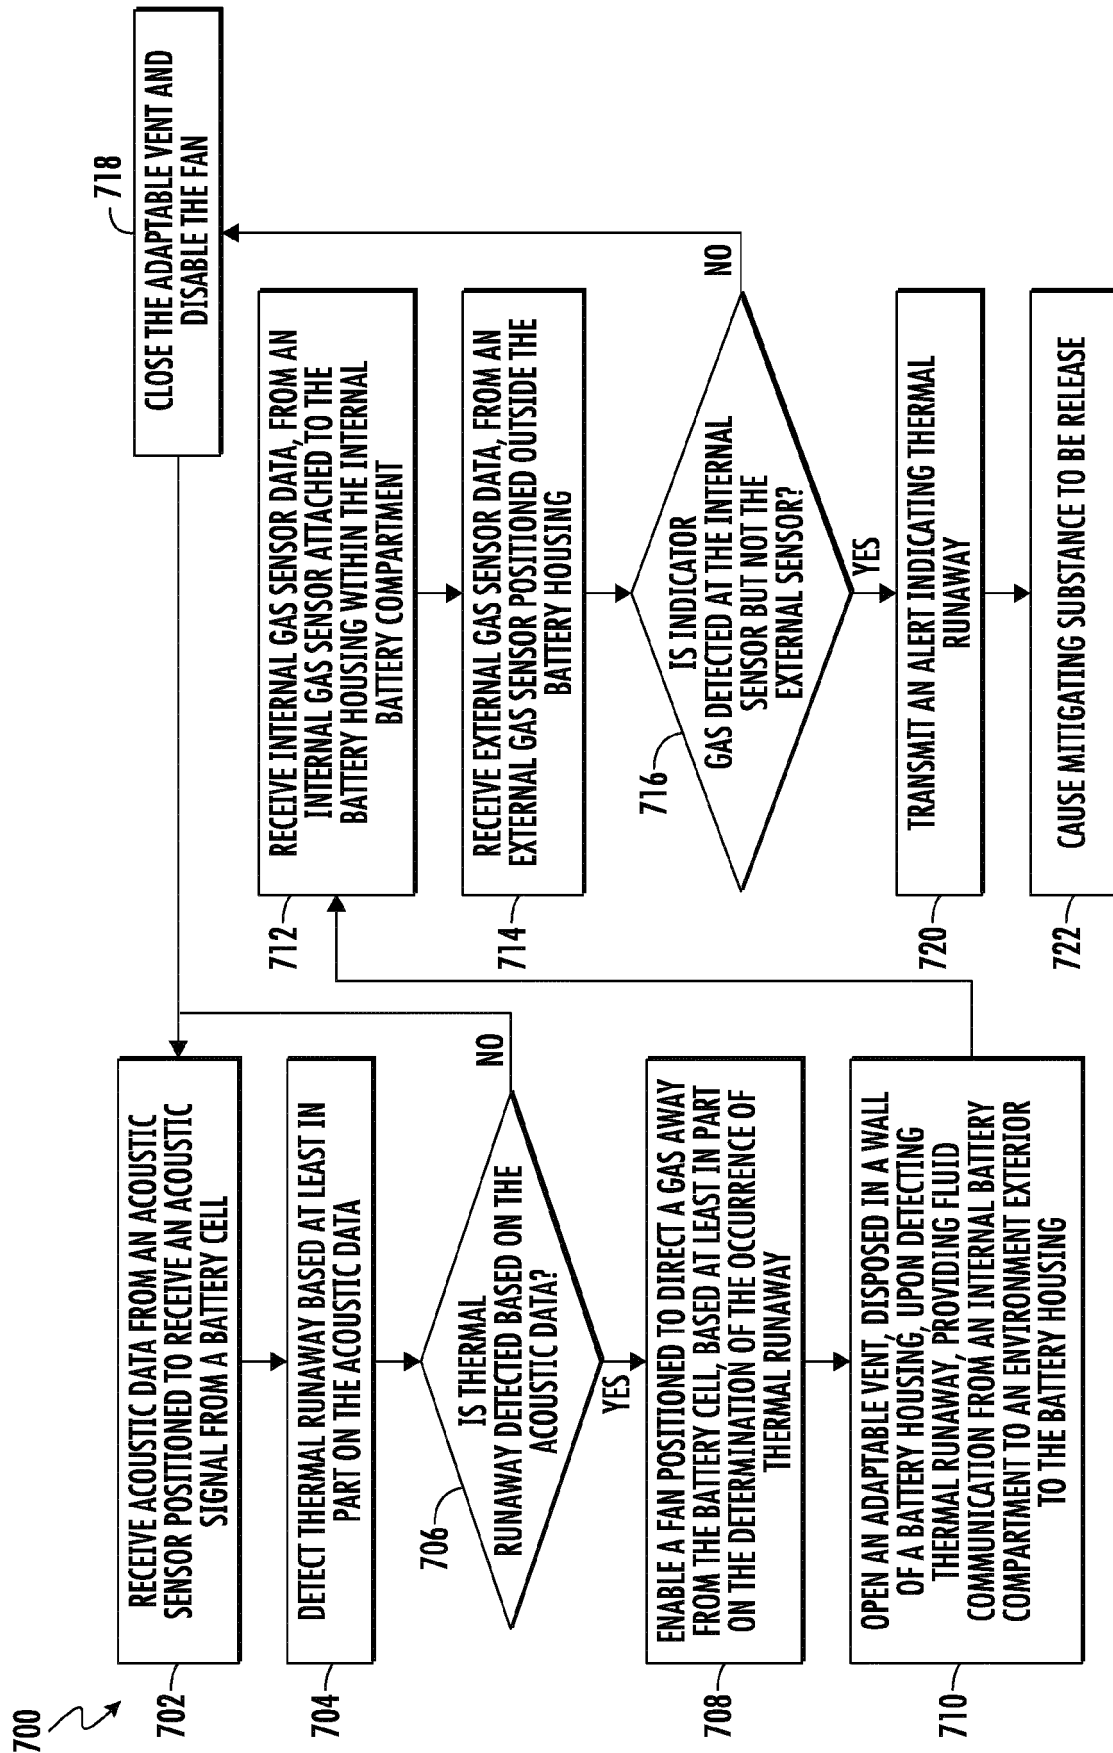 700
702
RECEIVE ACOUSTIC DATA FROM AN ACOUSTIC
SENSOR POSITIONED TO RECEIVE AN ACOUSTIC
SIGNAL FROM A BATTERY CELL
704
DETECT THERMAL RUNAWAY BASED AT LEAST IN
PART ON THE ACOUSTIC DATA
706
IS THERMAL
RUNAWAY DETECTED BASED ON THE
ACOUSTIC DATA?
NO
YES
708
ENABLE A FAN POSITIONED TO DIRECT A GAS AWAY
FROM THE BATTERY CELL, BASED AT LEAST IN PART
ON THE DETERMINATION OF THE OCCURRENCE OF
THERMAL RUNAWAY
710
OPEN AN ADAPTABLE VENT, DISPOSED IN A WALL
OF A BATTERY HOUSING, UPON DETECTING
THERMAL RUNAWAY, PROVIDING FLUID
COMMUNICATION FROM AN INTERNAL BATTERY
COMPARTMENT TO AN ENVIRONMENT EXTERIOR
TO THE BATTERY HOUSING
712
RECEIVE INTERNAL GAS SENSOR DATA, FROM AN
INTERNAL GAS SENSOR ATTACHED TO THE
BATTERY HOUSING WITHIN THE INTERNAL
BATTERY COMPARTMENT
714
RECEIVE EXTERNAL GAS SENSOR DATA, FROM AN
EXTERNAL GAS SENSOR POSITIONED OUTSIDE THE
BATTERY HOUSING
716
IS INDICATOR
GAS DETECTED AT THE INTERNAL
SENSOR BUT NOT THE
EXTERNAL SENSOR?
NO
YES
718
CLOSE THE ADAPTABLE VENT AND
DISABLE THE FAN
720
TRANSMIT AN ALERT INDICATING THERMAL
RUNAWAY
722
CAUSE MITIGATING SUBSTANCE TO BE RELEASE